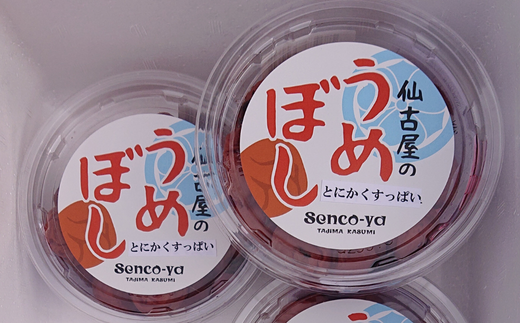 仙古屋の
うめ
ぼし
とにかくすっぱい
senco-ya
TAJIMA KASUMI
仙古屋の
うめ
ぼし
とにかくすっぱい
senco-ya
TAJIMA KASUMI